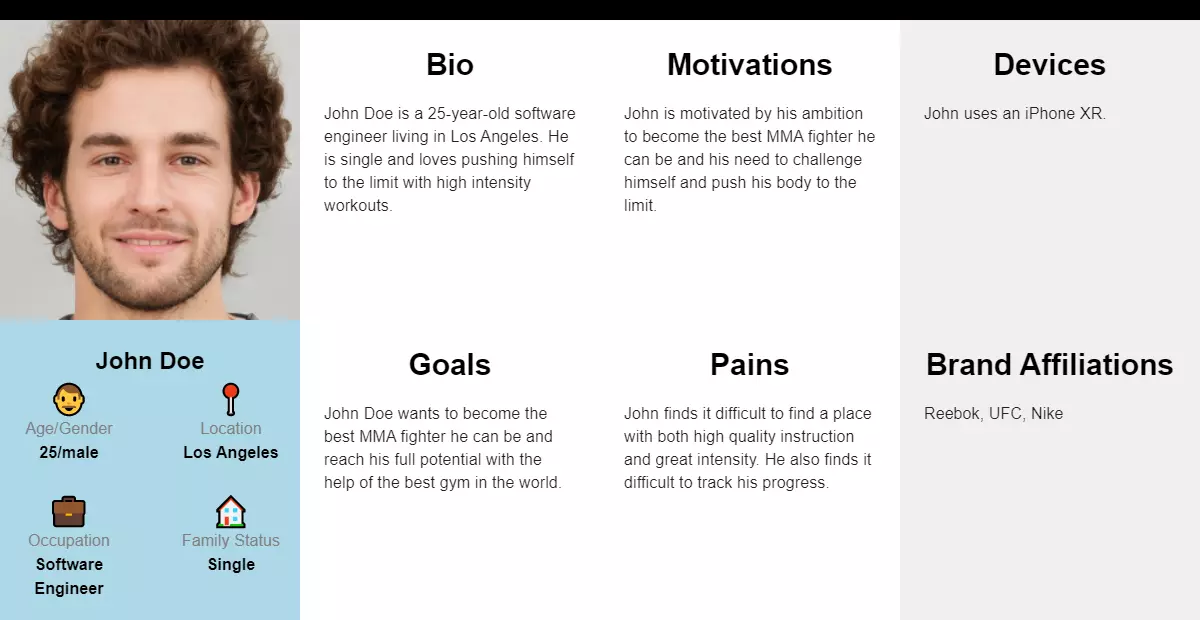 Bio
John Doe is a 25-year-old software
engineer living in Los Angeles. He
is single and loves pushing himself
to the limit with high intensity
workouts.
Motivations
John is motivated by his ambition
to become the best MMA fighter he
can be and his need to challenge
himself and push his body to the
limit.
Devices
John uses an iPhone XR.
John Doe
Age/Gender
25/male
Location
Los Angeles
Occupation
Software
Engineer
Family Status
Single
Goals
John Doe wants to become the
best MMA fighter he can be and
reach his full potential with the
help of the best gym in the world.
Pains
John finds it difficult to find a place
with both high quality instruction
and great intensity. He also finds it
difficult to track his progress.
Brand Affiliations
Reebok, UFC, Nike